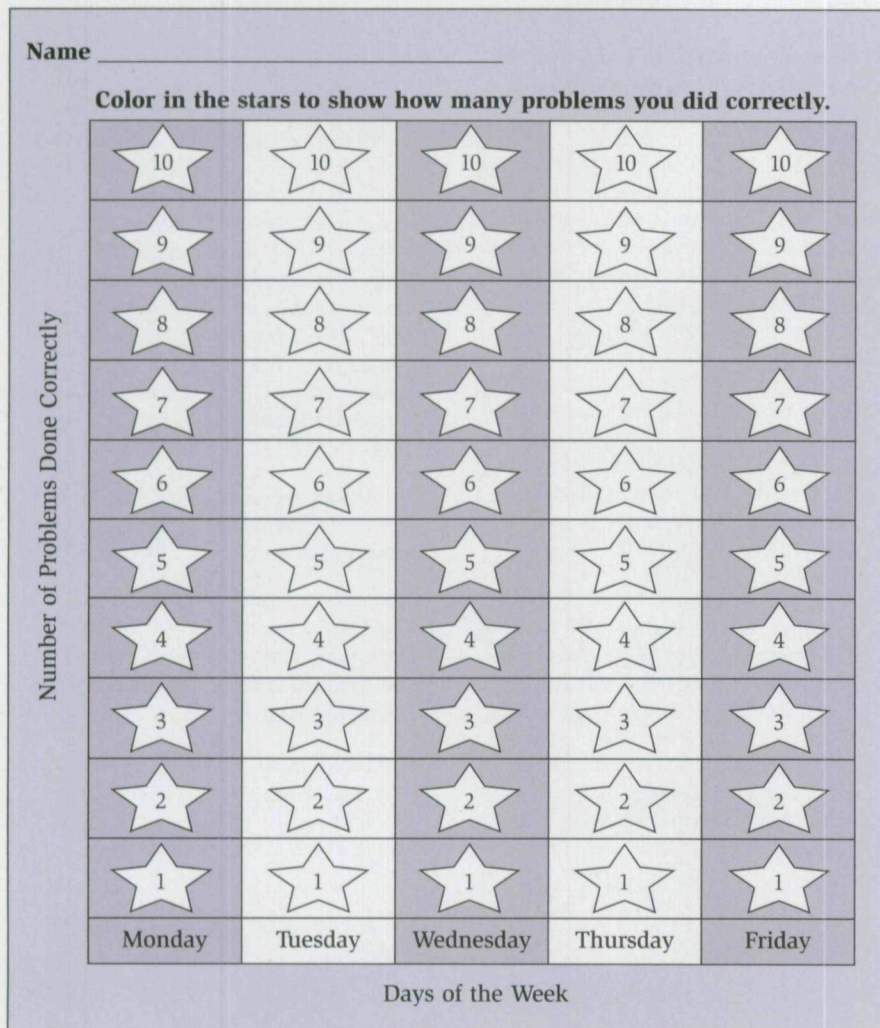 Name
Color in the stars to show how many problems you did correctly.
Number of Problems Done Correctly
10 10 10 10 10
9 9 9 9 9
8 8 8 8 8
7 7 7 7 7
6 6 6 6 6
5 5 5 5 5
4 4 4 4 4
3 3 3 3 3
2 2 2 2 2
1 1 1 1 1
Monday Tuesday Wednesday Thursday Friday
Days of the Week